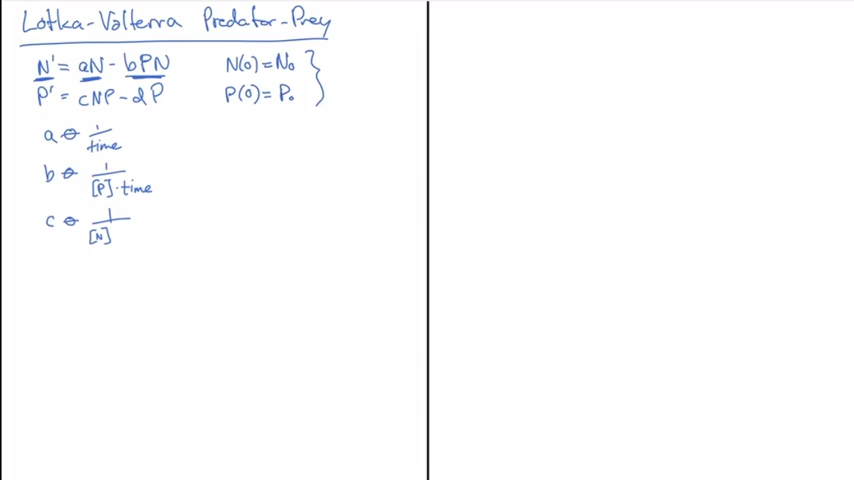 Lotka-Volterra Predator-Prey
N' = aN - bPN N(0) = N₀
P' = cNP - dP P(0) = P₀
a ⊖ 1/time
b ⊖ 1/[P]·time
c ⊖ 1/[N]